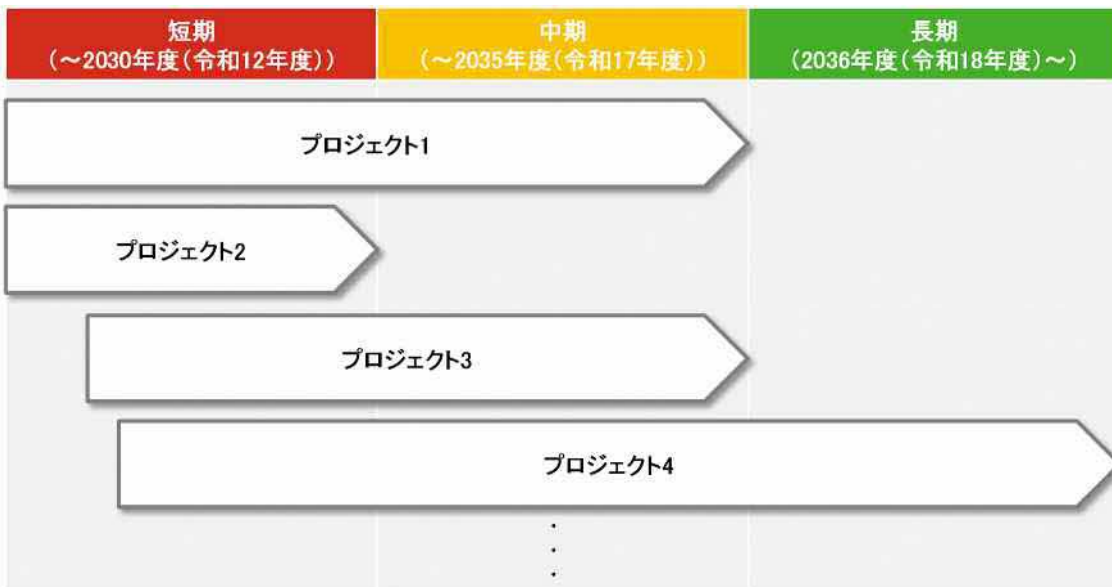 短期
（～2030年度（令和12年度））
中期
（～2035年度（令和17年度））
長期
（2036年度（令和18年度）～）
プロジェクト1
プロジェクト2
プロジェクト3
プロジェクト4
・
・
・